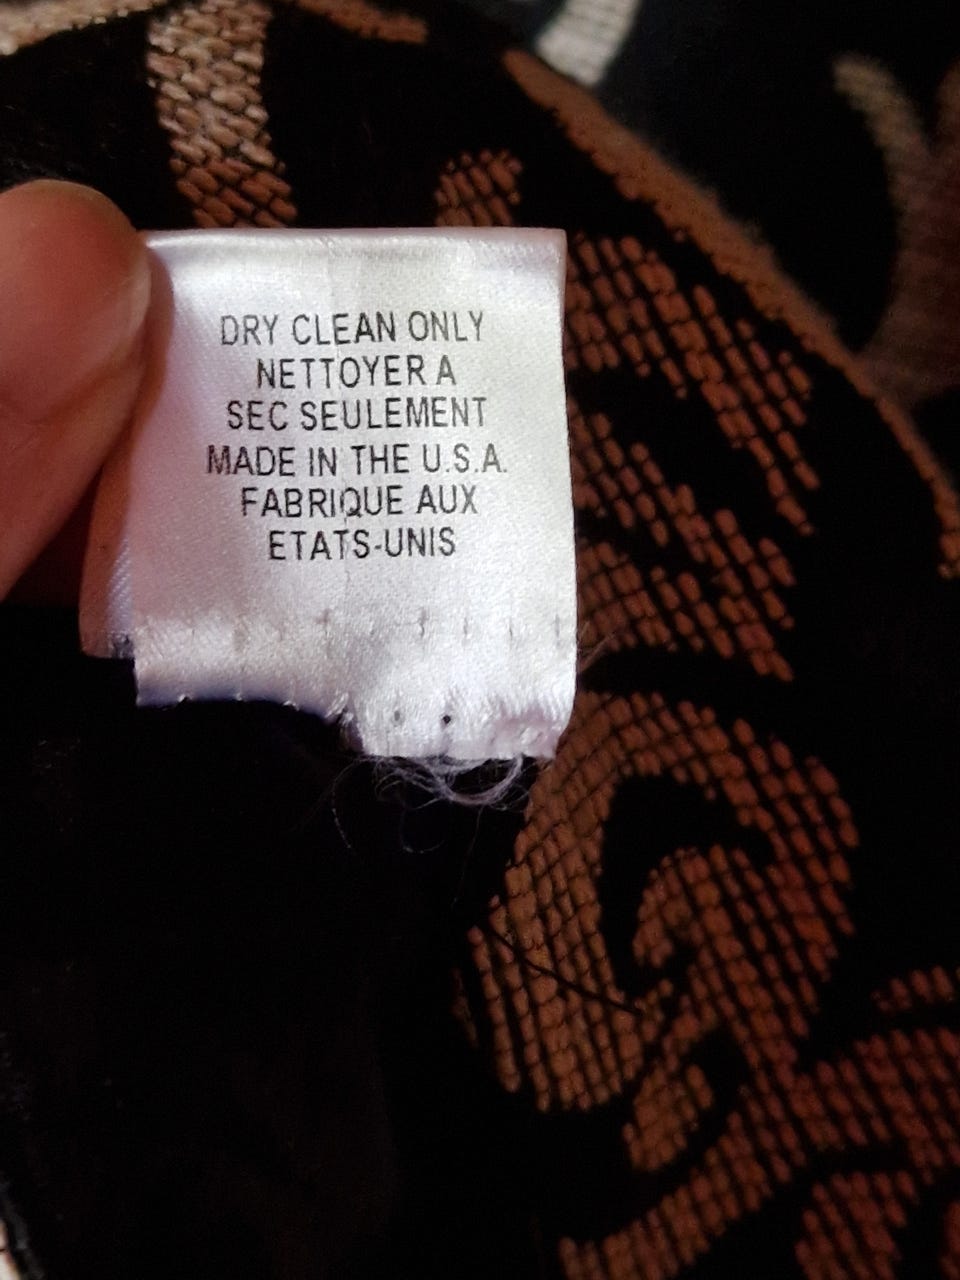 DRY CLEAN ONLY
NETTOYER A
SEC SEULEMENT
MADE IN THE U.S.A.
FABRIQUE AUX
ETATS-UNIS